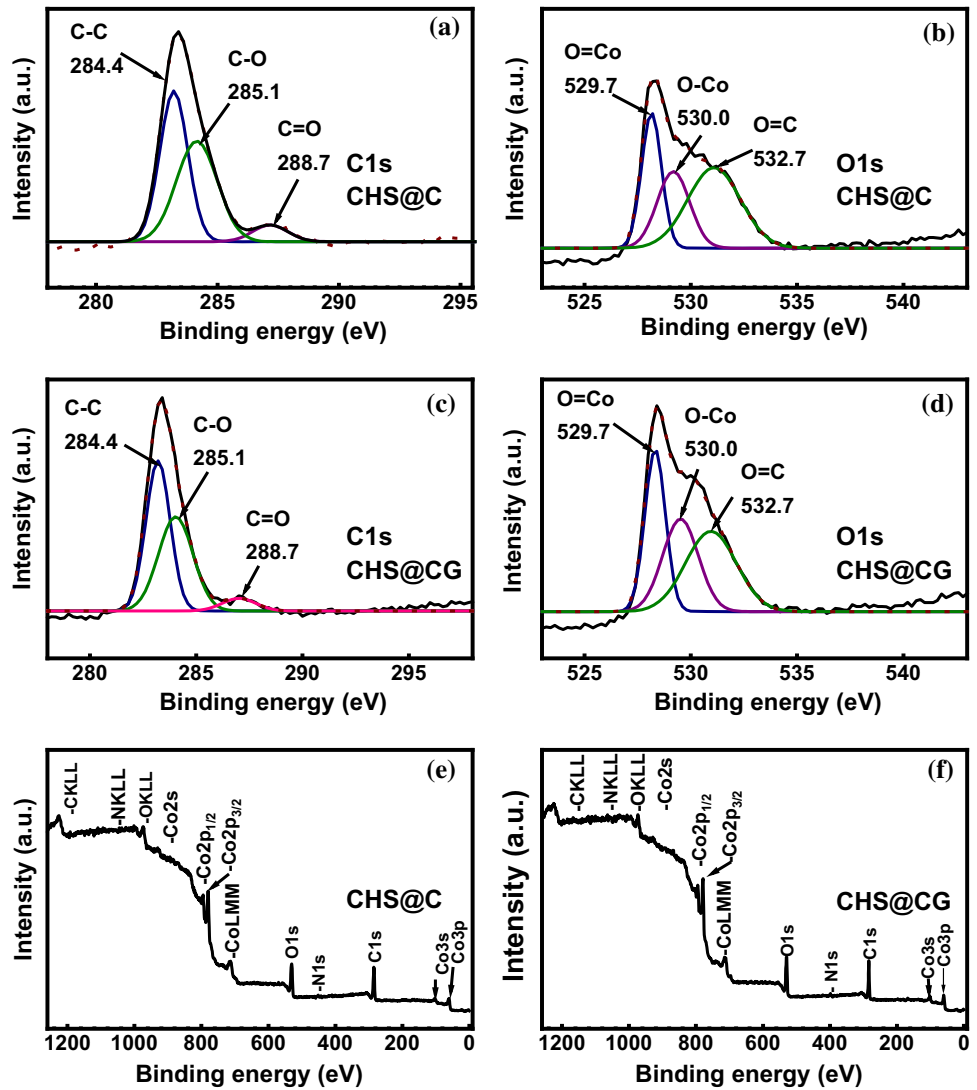 (a)
C-C
284.4
C-O
285.1
C=O
288.7
C1s
CHS@C
Intensity (a.u.)
280 285 290 295
Binding energy (eV)
(b)
O=Co
529.7
O-Co
530.0
O=C
532.7
O1s
CHS@C
Intensity (a.u.)
525 530 535 540
Binding energy (eV)
(c)
C-C
284.4
C-O
285.1
C=O
288.7
C1s
CHS@CG
Intensity (a.u.)
280 285 290 295
Binding energy (eV)
(d)
O=Co
529.7
O-Co
530.0
O=C
532.7
O1s
CHS@CG
Intensity (a.u.)
525 530 535 540
Binding energy (eV)
(e)
-CKLL
-NKLL
-OKLL
-Co2s
-Co2p1/2
-Co2p3/2
-CoLMM
O1s
-N1s
C1s
Co3s
Co3p
CHS@C
Intensity (a.u.)
1200 1000 800 600 400 200 0
Binding energy (eV)
(f)
-CKLL
-NKLL
-OKLL
-Co2s
-Co2p1/2
-Co2p3/2
-CoLMM
O1s
- N1s
C1s
Co3s
Co3p
CHS@CG
Intensity (a.u.)
1200 1000 800 600 400 200 0
Binding energy (eV)